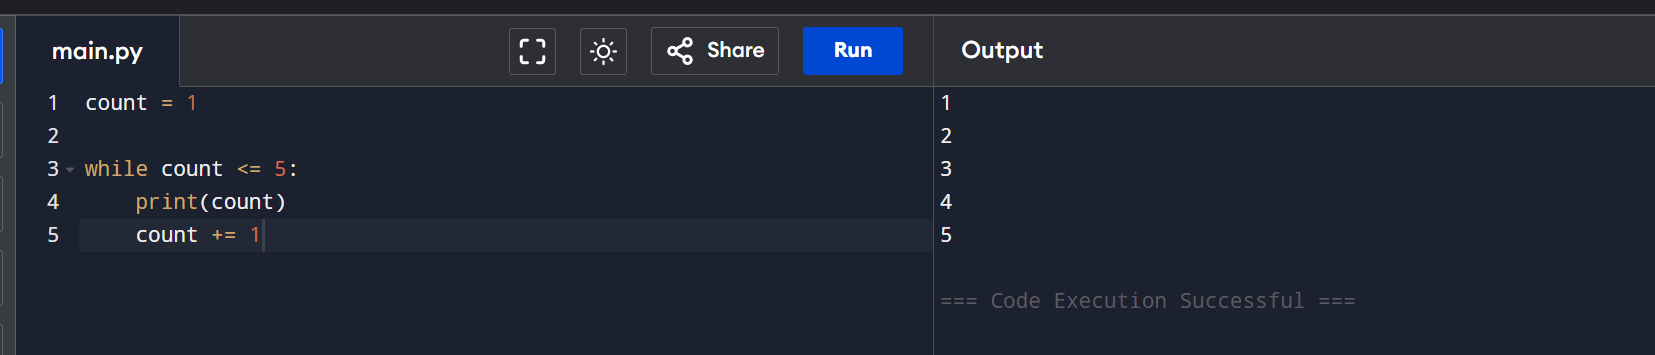 main.py
Share
Run
Output
1 count = 1
2
3 while count <= 5:
4     print(count)
5     count += 1
1
2
3
4
5
=== Code Execution Successful ===